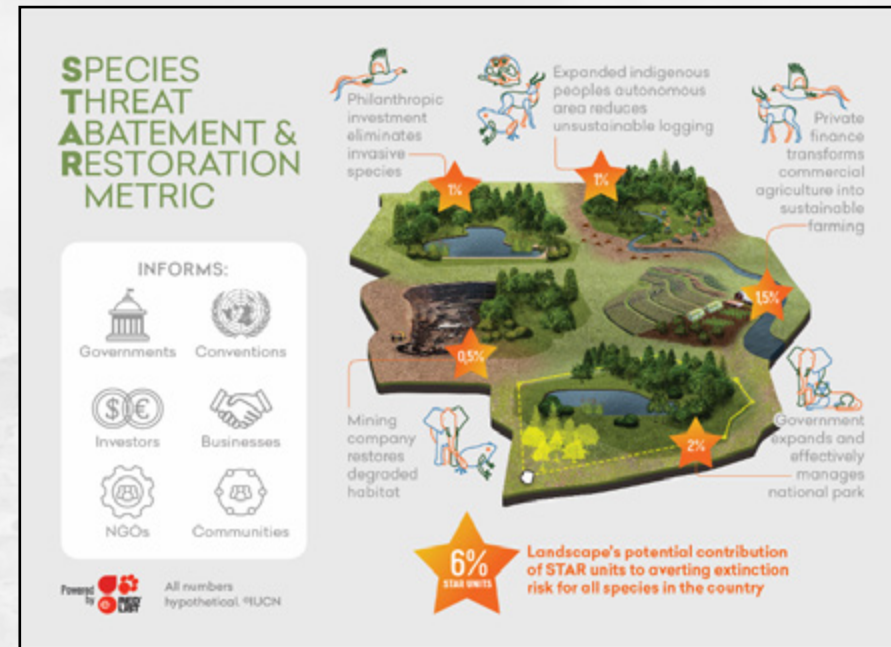 SPECIES
THREAT
ABATEMENT &
RESTORATION
METRIC
INFORMS:
Governments
Conventions
Investors
Businesses
NGOs
Communities
Powered
by
RED
LIST
All numbers
hypothetical. ©IUCN
Philanthropic
investment
eliminates
invasive
species
1%
Expanded indigenous
peoples autonomous
area reduces
unsustainable logging
1%
Private
finance
transforms
commercial
agriculture into
sustainable
farming
1,5%
0,5%
Mining
company
restores
degraded
habitat
2%
Government
expands and
effectively
manages
national park
6%
STAR UNITS
Landscape's potential contribution
of STAR units to averting extinction
risk for all species in the country